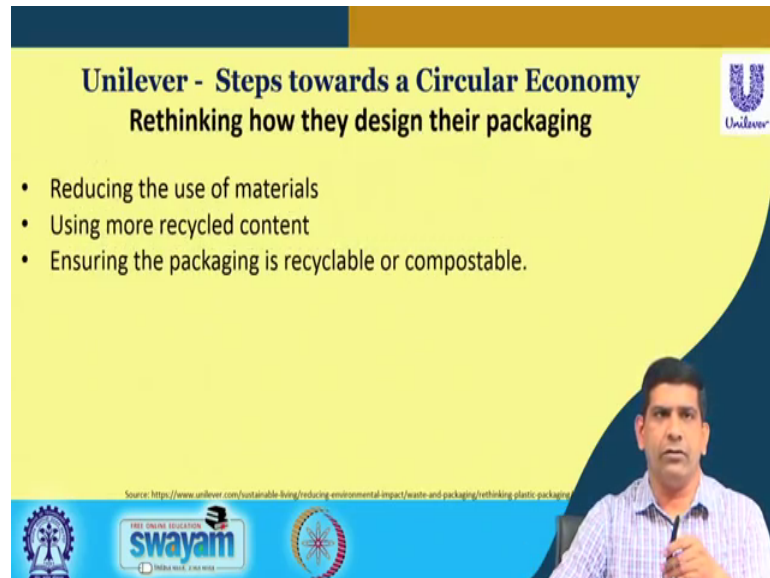 Unilever - Steps towards a Circular Economy
Rethinking how they design their packaging
Unilever
• Reducing the use of materials
• Using more recycled content
• Ensuring the packaging is recyclable or compostable.
Source: https://www.unilever.com/sustainable-living/reducing-environmental-impact/waste-and-packaging/rethinking-plastic-packaging/
FREE ONLINE EDUCATION
swayam